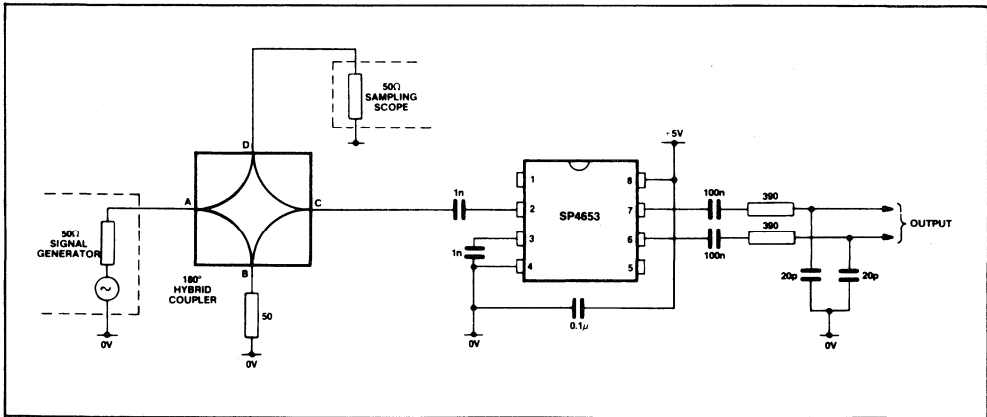 50Ω
SAMPLING
SCOPE
D
+5V
A
C
1n
1
2
3
4
SP4653
8
7
6
5
100n
390
100n
390
OUTPUT
50Ω
SIGNAL
GENERATOR
180°
HYBRID
COUPLER
B
50
0V
0V
1n
0V
0.1μ
20p
20p
0V
0V